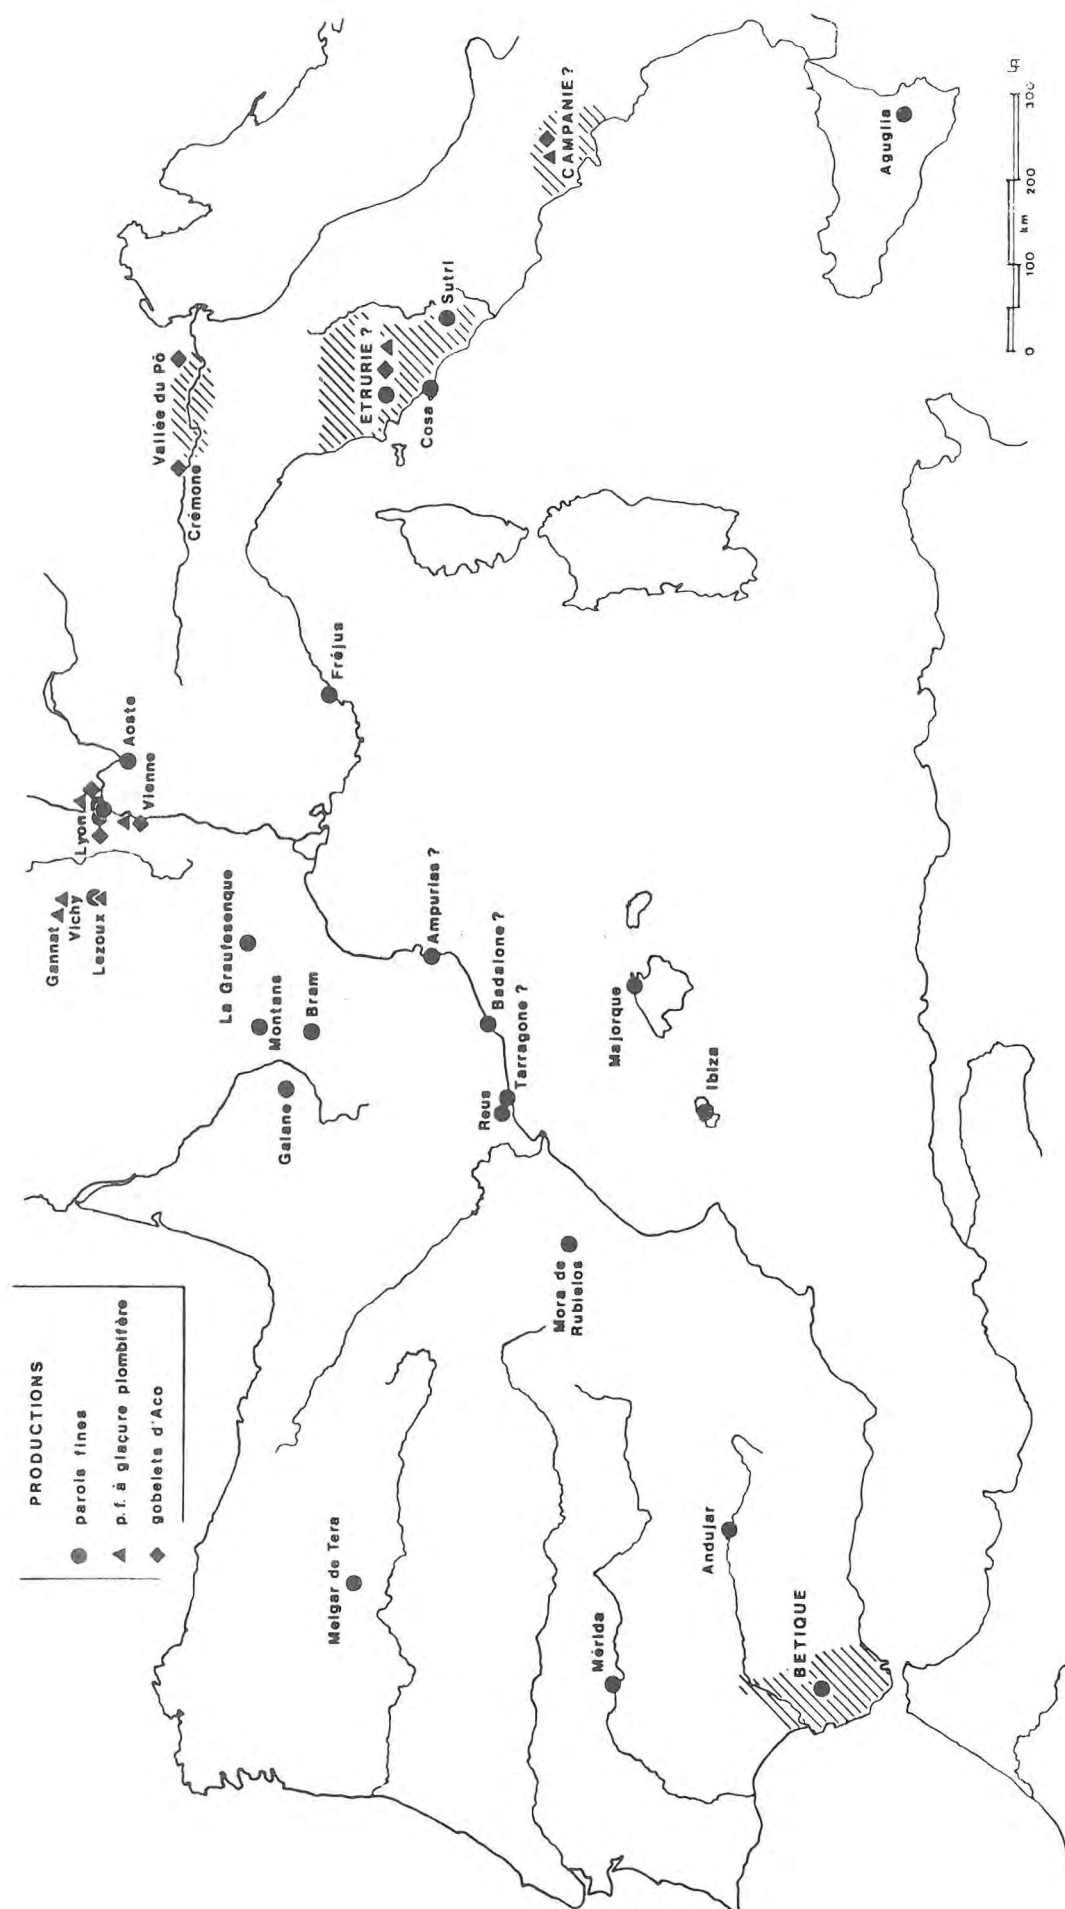 PRODUCTIONS
parois fines
p.f. à glaçure plombifère
gobelets d'Aco
Gannat
Vichy
Lezoux
Lyon
Aoste
Vienne
Crémone
Vallée du Pô
La Graufesenque
Montans
Bram
Galane
Fréjus
ETRURIE ?
Cosa
Sutri
CAMPANIE ?
Aguglia
Ampurias ?
Badalone ?
Tarragone ?
Reus
Majorque
Ibiza
Mora de
Rubielos
Melgar de Tera
Mérida
Andujar
BETIQUE
0 100 200 300
km